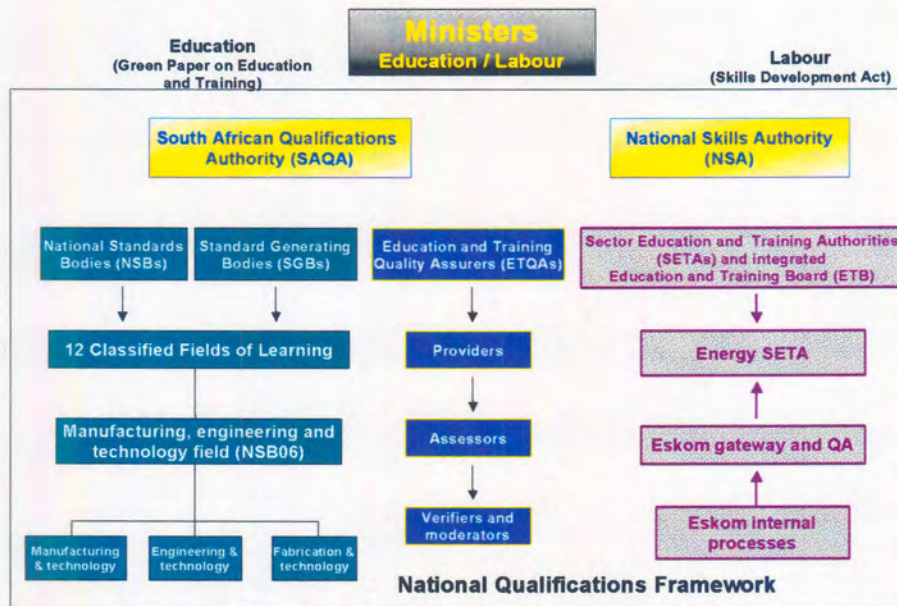 Ministers
Education / Labour
Education
(Green Paper on Education
and Training)
Labour
(Skills Development Act)
South African Qualifications
Authority (SAQA)
National Skills Authority
(NSA)
National Standards
Bodies (NSBs)
Standard Generating
Bodies (SGBs)
Education and Training
Quality Assurers (ETQAs)
Sector Education and Training Authorities
(SETAs) and integrated
Education and Training Board (ETB)
12 Classified Fields of Learning
Providers
Energy SETA
Manufacturing, engineering and
technology field (NSB06)
Assessors
Eskom gateway and QA
Manufacturing
& technology
Engineering &
technology
Fabrication &
technology
Verifiers and
moderators
Eskom internal
processes
National Qualifications Framework